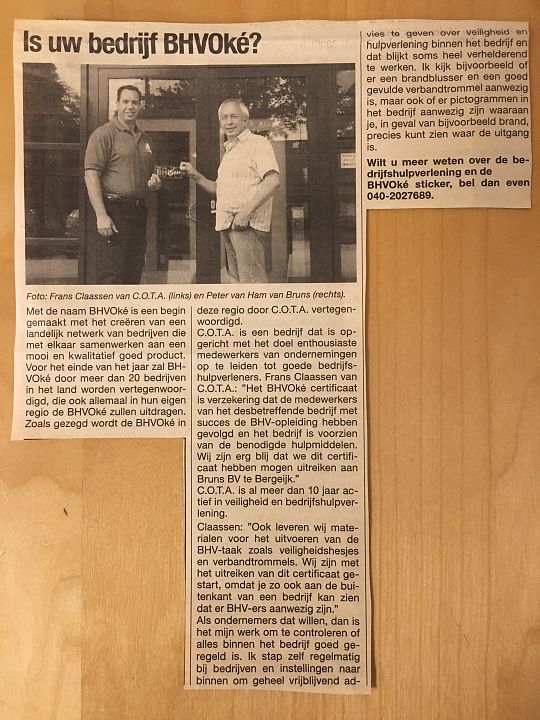 Is uw bedrijf BHVOké?
BHVOké
Foto: Frans Claassen van C.O.T.A. (links) en Peter van Ham van Bruns (rechts).
Met de naam BHVOké is een begin
gemaakt met het creëren van een
landelijk netwerk van bedrijven die
met elkaar samenwerken aan een
mooi en kwalitatief goed product.
Voor het einde van het jaar zal BH-
VOké door meer dan 20 bedrijven
in het land worden vertegenwoor-
digd, die ook allemaal in hun eigen
regio de BHVOké zullen uitdragen.
Zoals gezegd wordt de BHVOké in
deze regio door C.O.T.A. vertegen-
woordigd.
C.O.T.A. is een bedrijf dat is op-
gericht met het doel enthousiaste
medewerkers van ondernemingen
op te leiden tot goede bedrijfs-
hulpverleners. Frans Claassen van
C.O.T.A.: "Het BHVOké certificaat
is verzekering dat de medewerkers
van het desbetreffende bedrijf met
succes de BHV-opleiding hebben
gevolgd en het bedrijf is voorzien
van de benodigde hulpmiddelen.
Wij zijn erg blij dat we dit certifi-
caat hebben mogen uitreiken aan
Bruns BV te Bergeijk."
C.O.T.A. is al meer dan 10 jaar ac-
tief in veiligheid en bedrijfshulpver-
lening.
Claassen: "Ook leveren wij mate-
rialen voor het uitvoeren van de
BHV-taak zoals veiligheidshesjes
en verbandtrommels. Wij zijn met
het uitreiken van dit certificaat ge-
start, omdat je zo ook aan de bui-
tenkant van een bedrijf kan zien
dat er BHV-ers aanwezig zijn."
Als ondernemers dat willen, dan is
het mijn werk om te controleren of
alles binnen het bedrijf goed ge-
regeld is. Ik stap zelf regelmatig
bij bedrijven en instellingen naar
binnen om geheel vrijblijvend ad-
vies te geven over veiligheid en
hulpverlening binnen het bedrijf en
dat blijkt soms heel verhelderend
te werken. Ik kijk bijvoorbeeld of
er een brandblusser en een goed
gevulde verbandtrommel aanwezig
is, maar ook of er pictogrammen in
het bedrijf aanwezig zijn waaraan
je, in geval van bijvoorbeeld brand,
precies kunt zien waar de uitgang
is.
Wilt u meer weten over de be-
drijfshulpverlening en de
BHVOké sticker, bel dan even
040-2027689.